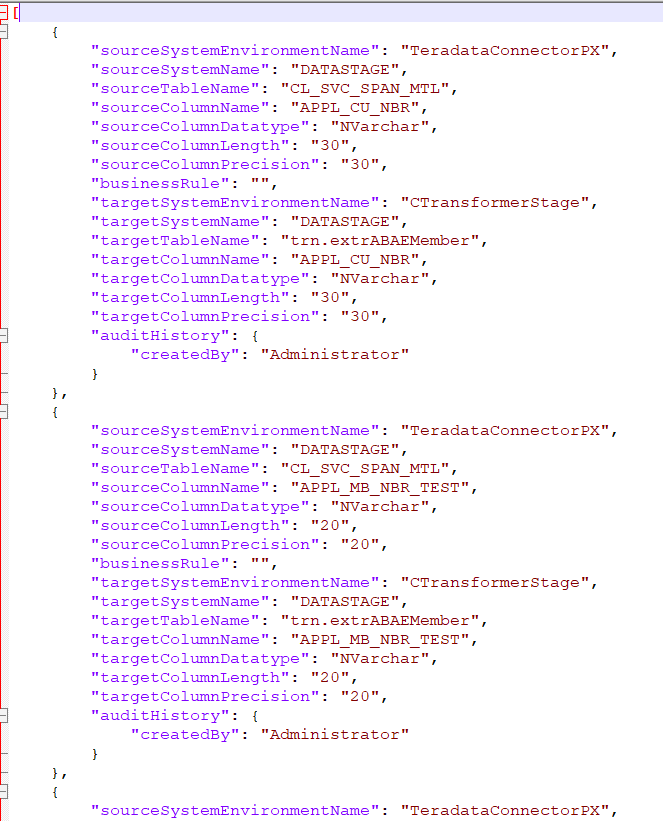 [
{
"sourceSystemEnvironmentName": "TeradataConnectorPX",
"sourceSystemName": "DATASTAGE",
"sourceTableName": "CL_SVC_SPAN_MTL",
"sourceColumnName": "APPL_CU_NBR",
"sourceColumnDatatype": "NVarchar",
"sourceColumnLength": "30",
"sourceColumnPrecision": "30",
"businessRule": "",
"targetSystemEnvironmentName": "CTransformerStage",
"targetSystemName": "DATASTAGE",
"targetTableName": "trn.extrABAEMember",
"targetColumnName": "APPL_CU_NBR",
"targetColumnDatatype": "NVarchar",
"targetColumnLength": "30",
"targetColumnPrecision": "30",
"auditHistory": {
"createdBy": "Administrator"
}
},
{
"sourceSystemEnvironmentName": "TeradataConnectorPX",
"sourceSystemName": "DATASTAGE",
"sourceTableName": "CL_SVC_SPAN_MTL",
"sourceColumnName": "APPL_MB_NBR_TEST",
"sourceColumnDatatype": "NVarchar",
"sourceColumnLength": "20",
"sourceColumnPrecision": "20",
"businessRule": "",
"targetSystemEnvironmentName": "CTransformerStage",
"targetSystemName": "DATASTAGE",
"targetTableName": "trn.extrABAEMember",
"targetColumnName": "APPL_MB_NBR_TEST",
"targetColumnDatatype": "NVarchar",
"targetColumnLength": "20",
"targetColumnPrecision": "20",
"auditHistory": {
"createdBy": "Administrator"
}
},
{
"sourceSystemEnvironmentName": "TeradataConnectorPX",